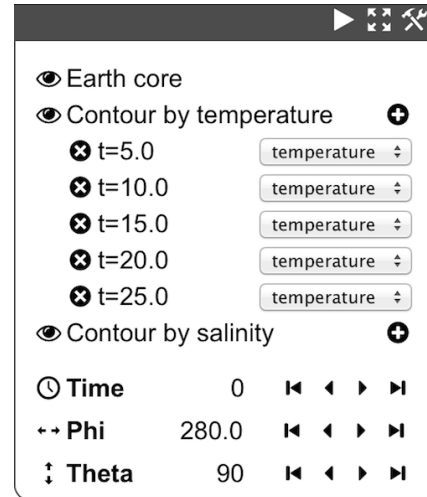 Earth core
Contour by temperature
t=5.0 temperature
t=10.0 temperature
t=15.0 temperature
t=20.0 temperature
t=25.0 temperature
Contour by salinity
Time 0
Phi 280.0
Theta 90